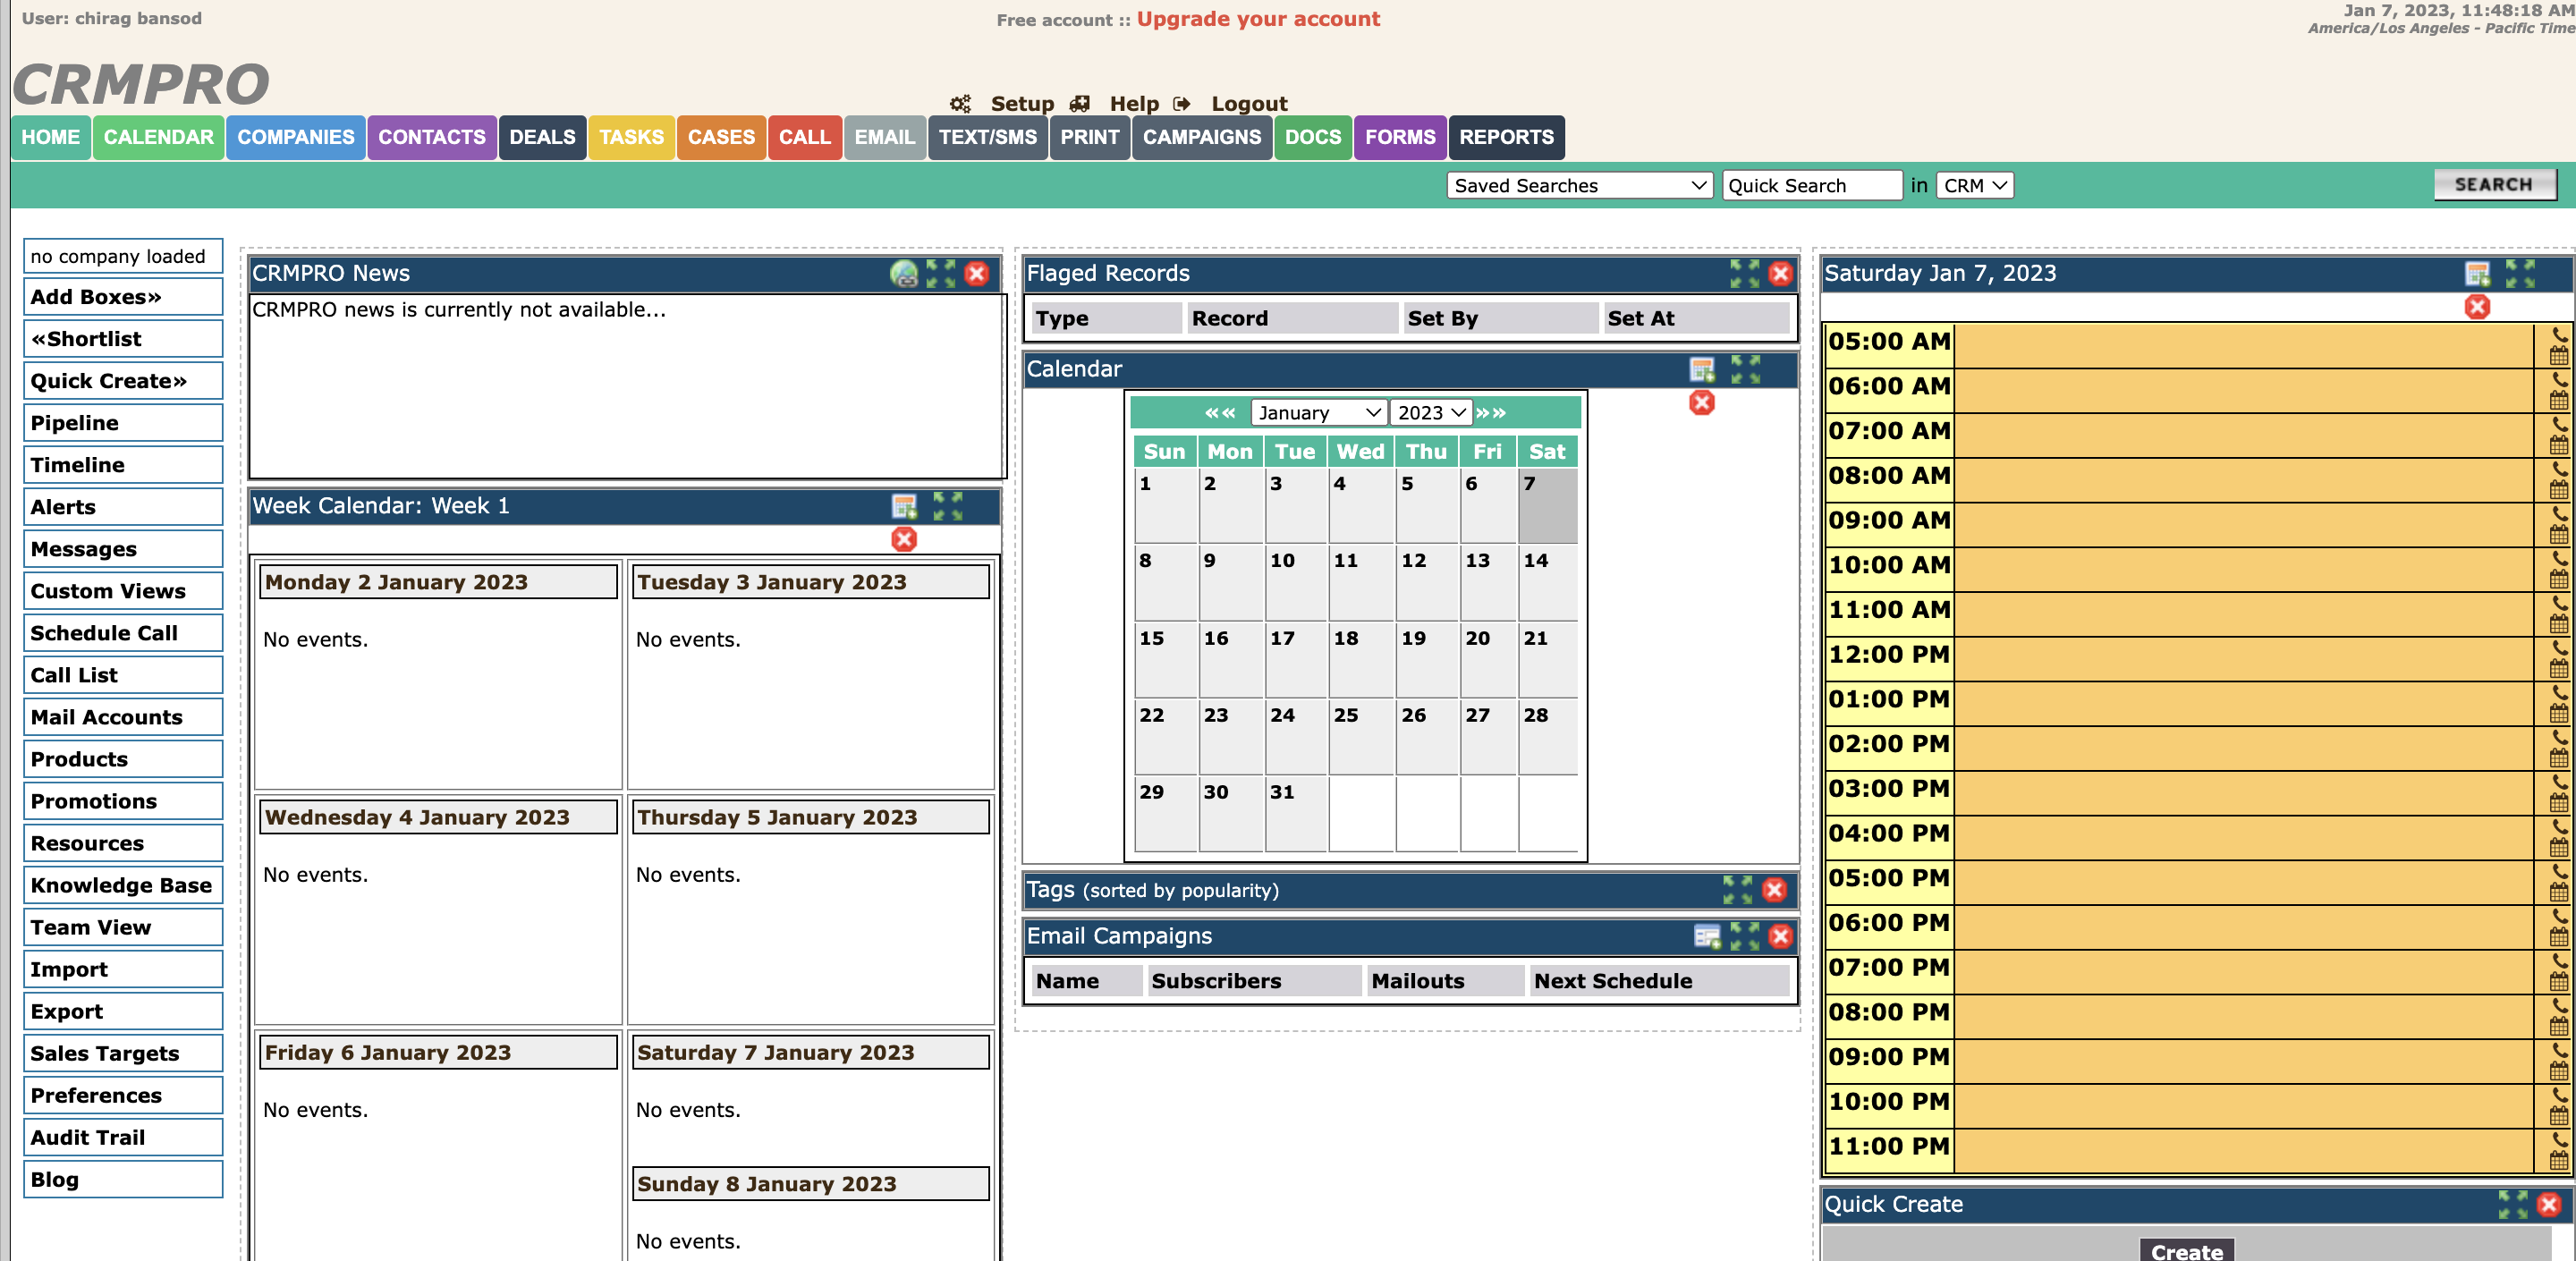 User: chirag bansod
Free account :: Upgrade your account
Jan 7, 2023, 11:48:18 AM
America/Los Angeles - Pacific Time
CRMPRO
Setup Help Logout
HOME CALENDAR COMPANIES CONTACTS DEALS TASKS CASES CALL EMAIL TEXT/SMS PRINT CAMPAIGNS DOCS FORMS REPORTS
Saved Searches Quick Search in CRM SEARCH
no company loaded
Add Boxes»
«Shortlist
Quick Create»
Pipeline
Timeline
Alerts
Messages
Custom Views
Schedule Call
Call List
Mail Accounts
Products
Promotions
Resources
Knowledge Base
Team View
Import
Export
Sales Targets
Preferences
Audit Trail
Blog
CRMPRO News
CRMPRO news is currently not available...
Week Calendar: Week 1
Monday 2 January 2023
No events.
Tuesday 3 January 2023
No events.
Wednesday 4 January 2023
No events.
Thursday 5 January 2023
No events.
Friday 6 January 2023
No events.
Saturday 7 January 2023
No events.
Sunday 8 January 2023
No events.
Flaged Records
Type Record Set By Set At
Calendar
«« January 2023 »»
Sun Mon Tue Wed Thu Fri Sat
1 2 3 4 5 6 7
8 9 10 11 12 13 14
15 16 17 18 19 20 21
22 23 24 25 26 27 28
29 30 31
Tags (sorted by popularity)
Email Campaigns
Name Subscribers Mailouts Next Schedule
Saturday Jan 7, 2023
05:00 AM
06:00 AM
07:00 AM
08:00 AM
09:00 AM
10:00 AM
11:00 AM
12:00 PM
01:00 PM
02:00 PM
03:00 PM
04:00 PM
05:00 PM
06:00 PM
07:00 PM
08:00 PM
09:00 PM
10:00 PM
11:00 PM
Quick Create
Create